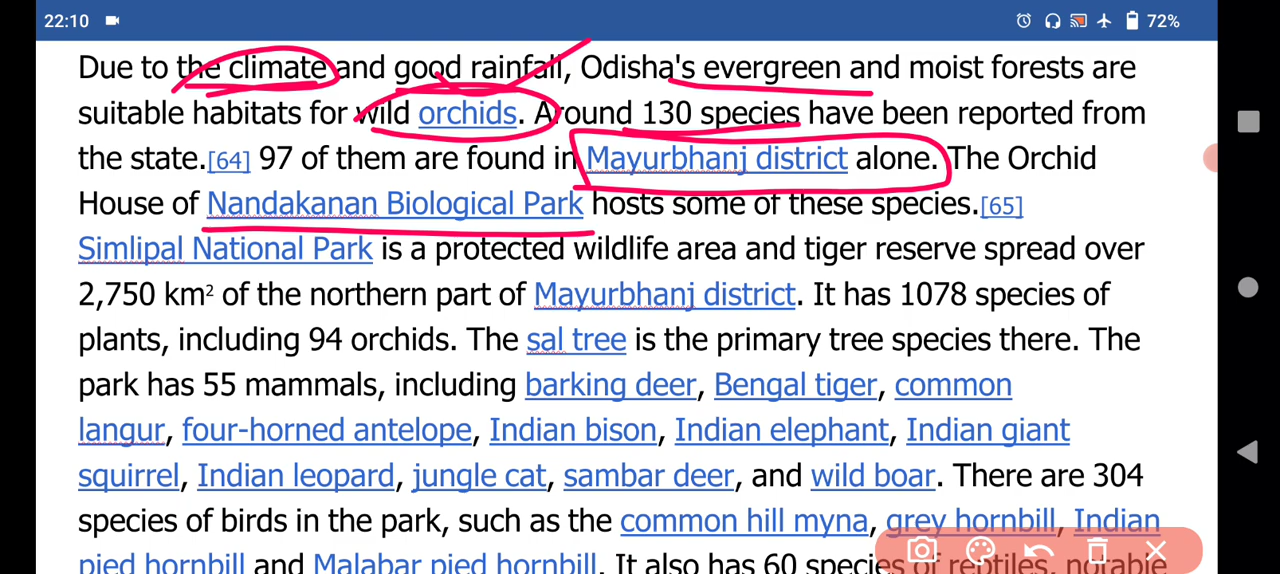 22:10 72%
Due to the climate and good rainfall, Odisha's evergreen and moist forests are
suitable habitats for wild orchids. Around 130 species have been reported from
the state.[64] 97 of them are found in Mayurbhanj district alone. The Orchid
House of Nandakanan Biological Park hosts some of these species.[65]
Simlipal National Park is a protected wildlife area and tiger reserve spread over
2,750 km² of the northern part of Mayurbhanj district. It has 1078 species of
plants, including 94 orchids. The sal tree is the primary tree species there. The
park has 55 mammals, including barking deer, Bengal tiger, common
langur, four-horned antelope, Indian bison, Indian elephant, Indian giant
squirrel, Indian leopard, jungle cat, sambar deer, and wild boar. There are 304
species of birds in the park, such as the common hill myna, grey hornbill, Indian
pied hornbill and Malabar pied hornbill. It also has 60 species of reptiles, notable